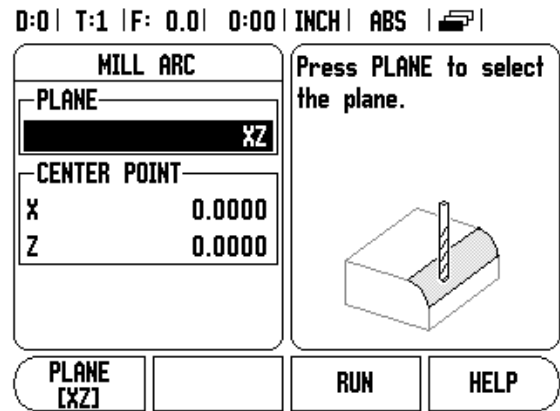 D:0| T:1 |F: 0.0| 0:00| INCH| ABS | |
MILL ARC
PLANE
XZ
CENTER POINT
X 0.0000
Z 0.0000
Press PLANE to select
the plane.
PLANE
[XZ]
RUN
HELP